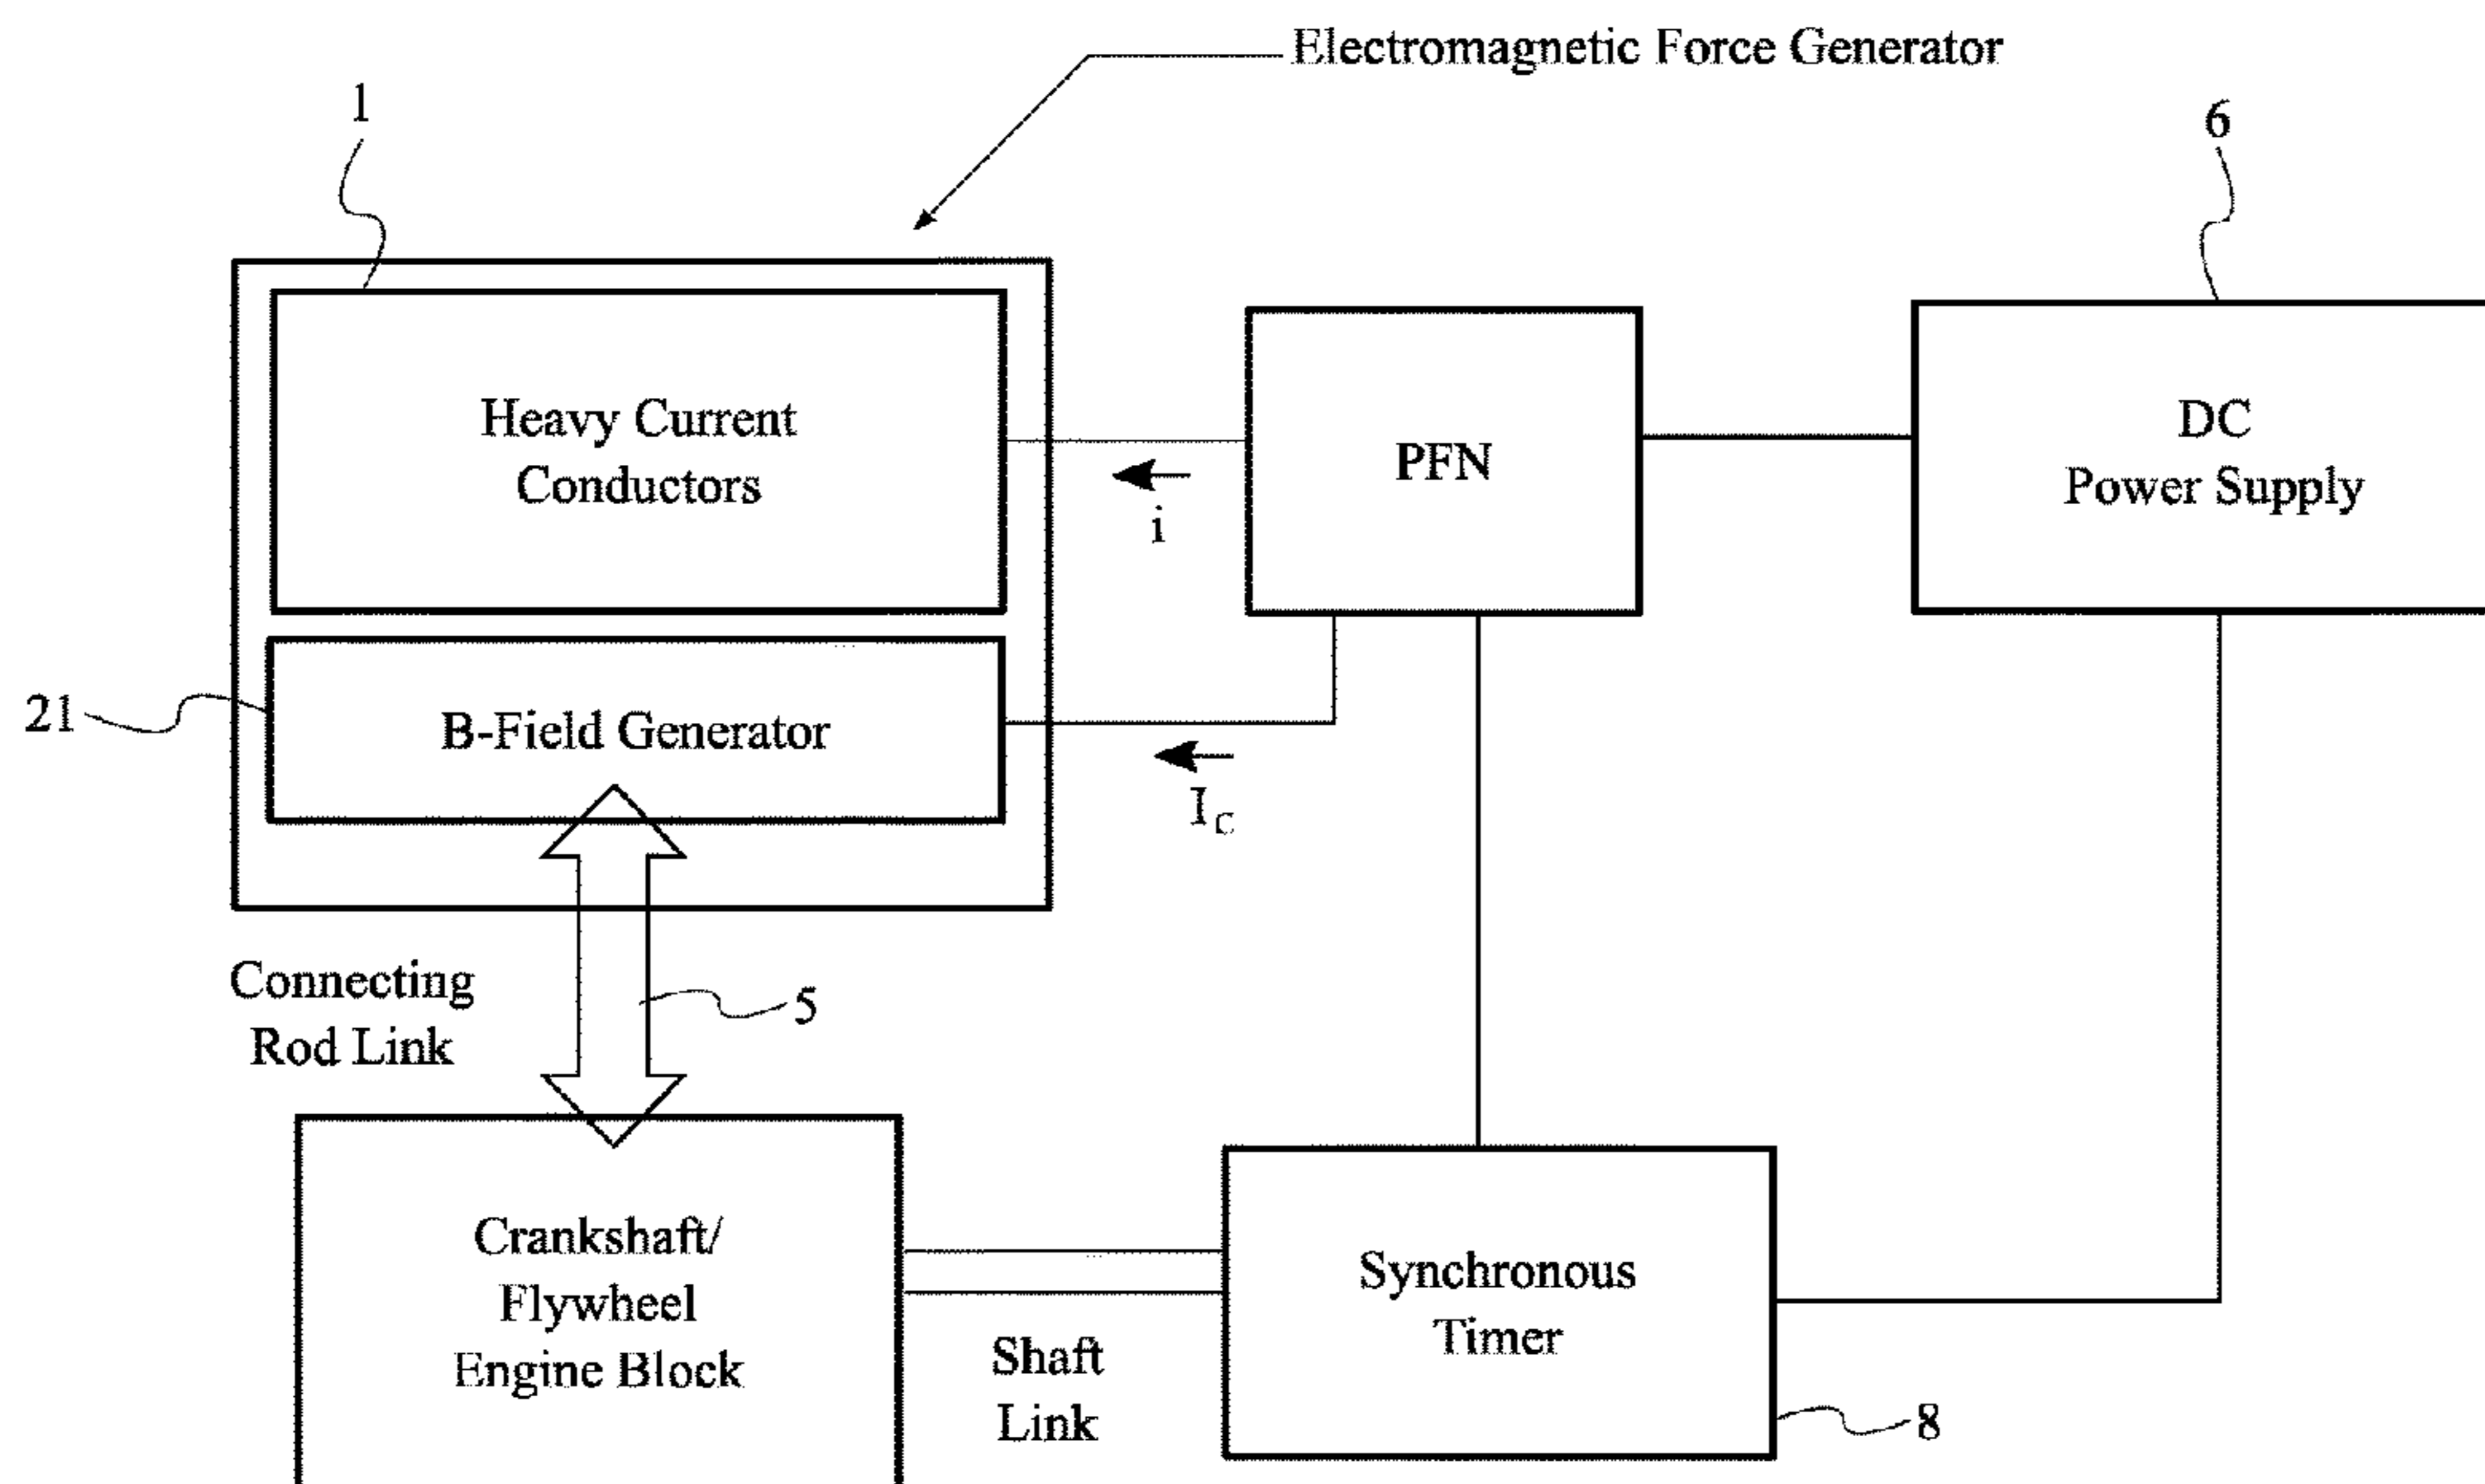 Electromagnetic Force Generator
1
6
Heavy Current
Conductors
PFN
DC
Power Supply
i
21
B-Field Generator
I_C
Connecting
Rod Link
5
Crankshaft/
Flywheel
Engine Block
Shaft
Link
Synchronous
Timer
8